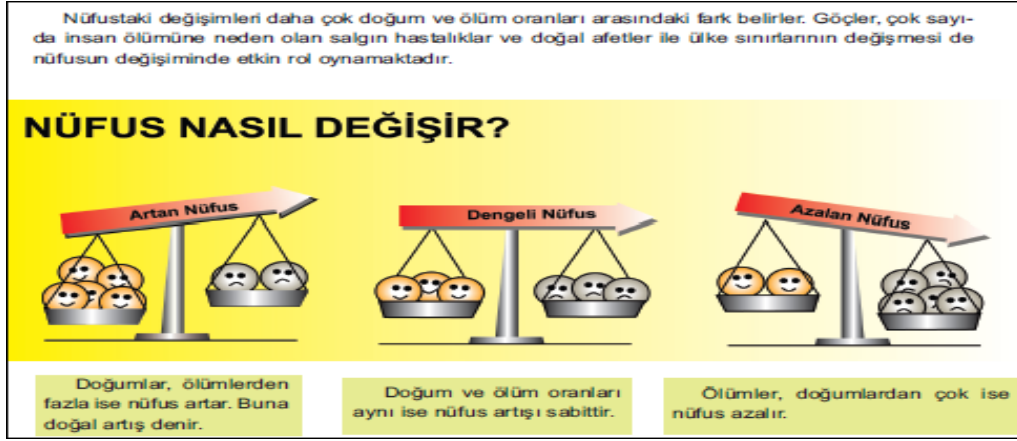 Nüfustaki değişimleri daha çok doğum ve ölüm oranları arasındaki fark belirler. Göçler, çok sayı-
da insan ölümüne neden olan salgın hastalıklar ve doğal afetler ile ülke sınırlarının değişmesi de
nüfusun değişiminde etkin rol oynamaktadır.
NÜFUS NASIL DEĞİŞİR?
Artan Nüfus
Dengeli Nüfus
Azalan Nüfus
Doğumlar, ölümlerden
fazla ise nüfus artar. Buna
doğal artış denir.
Doğum ve ölüm oranları
aynı ise nüfus artışı sabittir.
Ölümler, doğumlardan çok ise
nüfus azalır.